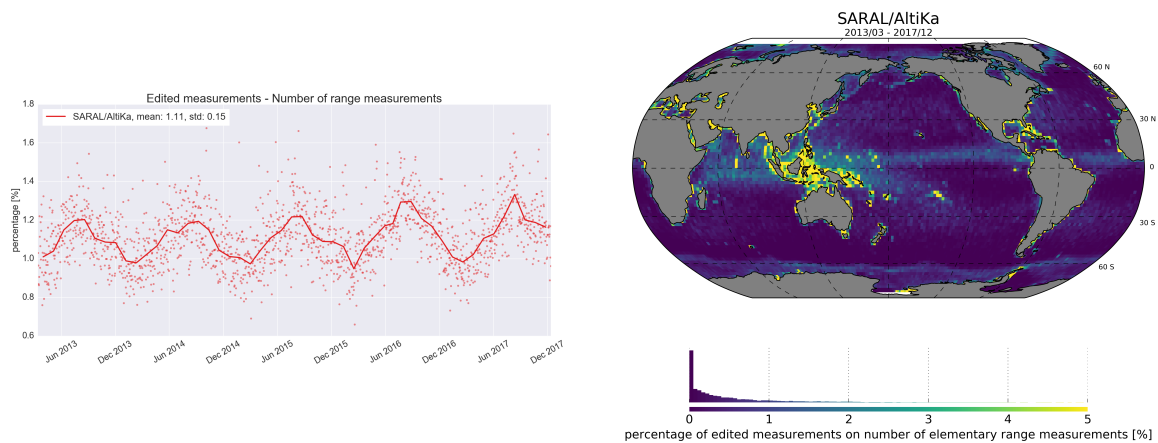 Edited measurements - Number of range measurements
SARAL/AltiKa, mean: 1.11, std: 0.15
percentage [%]
1.8
1.6
1.4
1.2
1.0
0.8
0.6
Jun 2013
Dec 2013
Jun 2014
Dec 2014
Jun 2015
Dec 2015
Jun 2016
Dec 2016
Jun 2017
Dec 2017
SARAL/AltiKa
2013/03 - 2017/12
60 N
30 N
0
30 S
60 S
0 1 2 3 4 5
percentage of edited measurements on number of elementary range measurements [%]